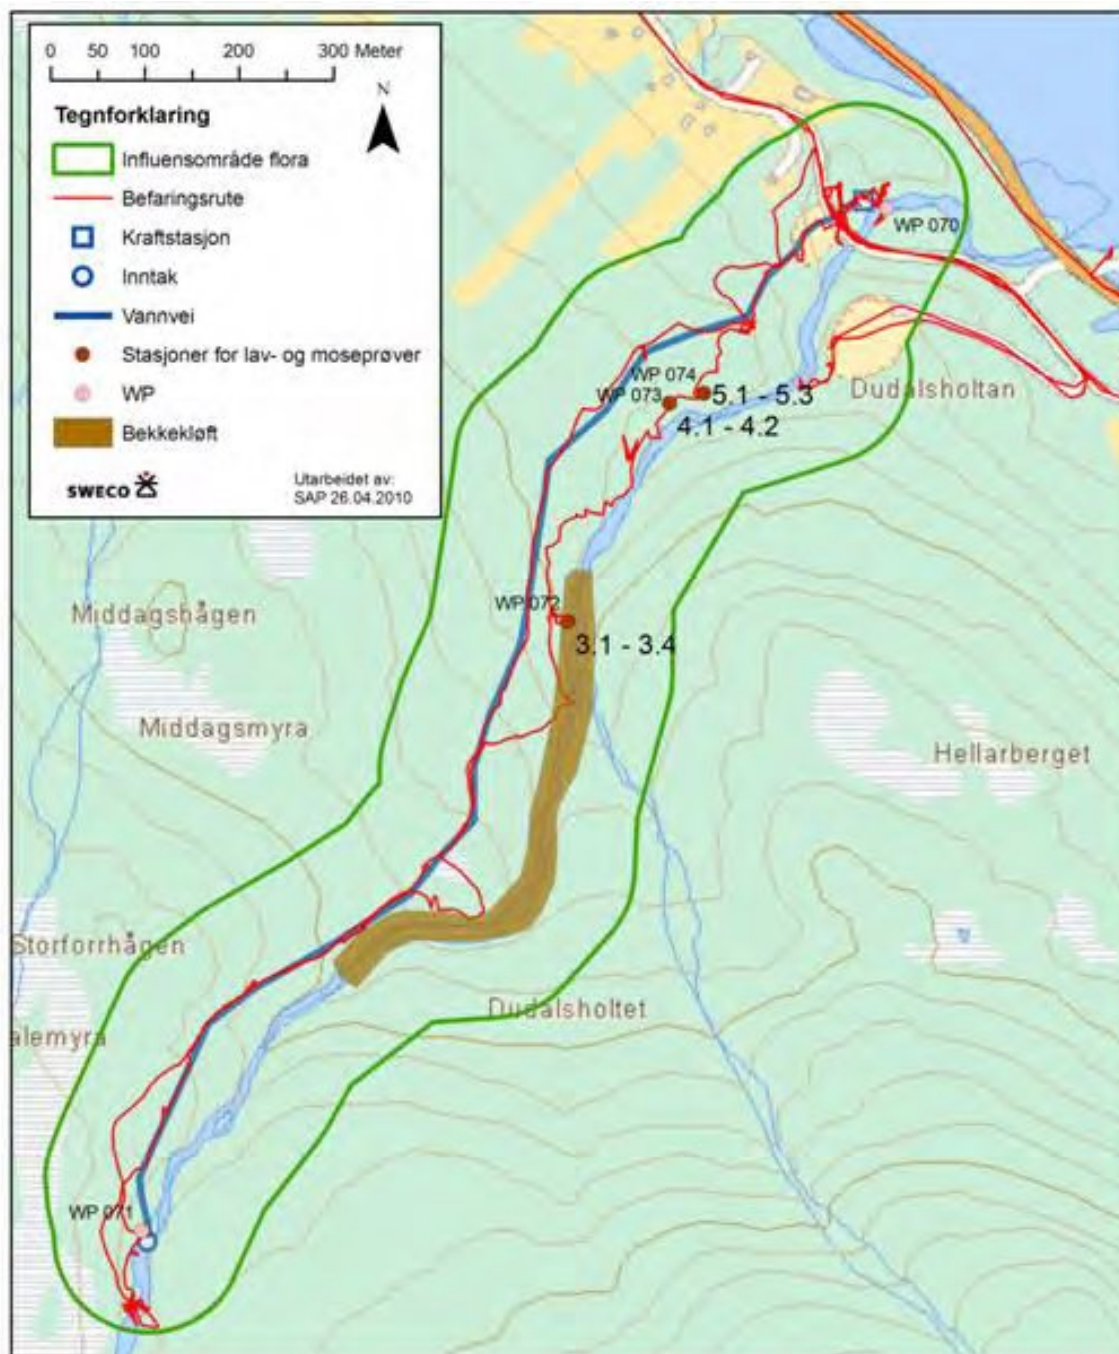 0 50 100 200 300 Meter
N
Tegnforklaring
Influensområde flora
Befaringsrute
Kraftstasjon
Inntak
Vannvei
Stasjoner for lav- og moseprøver
WP
Bekkekløft
SWECO
Utarbeidet av:
SAP 26.04.2010
WP 070
WP 074
WP 073
5.1 - 5.3
Dudalsholtan
4.1 - 4.2
WP 072
Middagshågen
3.1 - 3.4
Middagsmyra
Hellarberget
Storforrhågen
Dudalsholtet
alemyra
WP 071